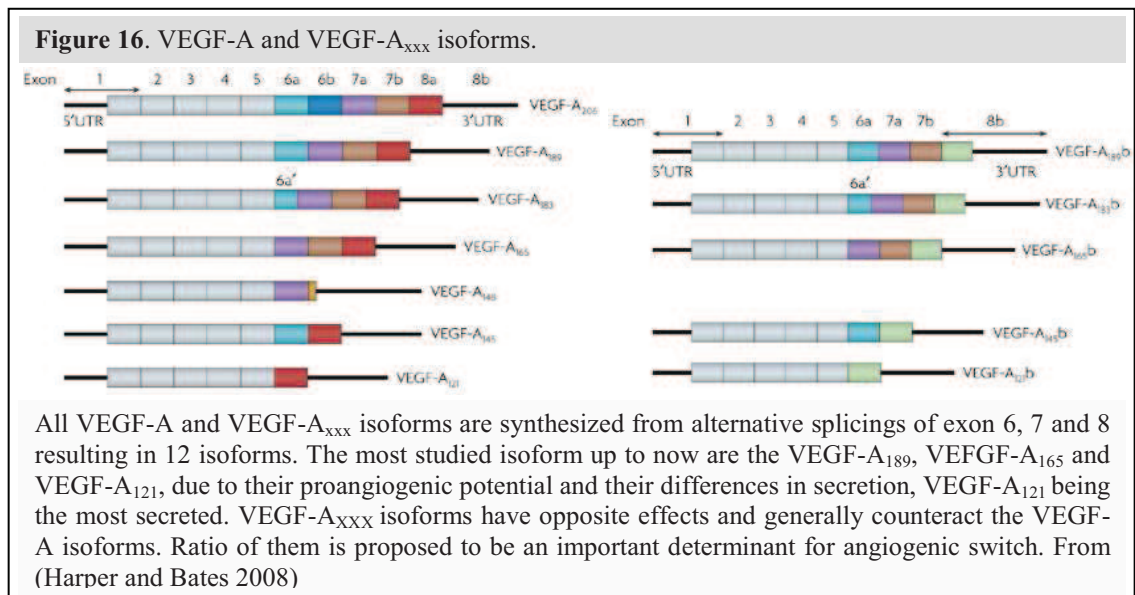 Figure 16. VEGF-A and VEGF-Axxx isoforms.
Exon 1 2 3 4 5 6a 6b 7a 7b 8a 8b
5'UTR 3'UTR VEGF-A
VEGF-A189
6a'
VEGF-A183
VEGF-A165
VEGF-A
VEGF-A145
VEGF-A121
Exon 1 2 3 4 5 6a 7a 7b 8b
5'UTR 3'UTR VEGF-A189b
6a'
VEGF-A183b
VEGF-A165b
VEGF-A145b
VEGF-A121b
All VEGF-A and VEGF-Axxx isoforms are synthesized from alternative splicings of exon 6, 7 and 8
resulting in 12 isoforms. The most studied isoform up to now are the VEGF-A189, VEFGF-A165 and
VEGF-A121, due to their proangiogenic potential and their differences in secretion, VEGF-A121 being
the most secreted. VEGF-AXXX isoforms have opposite effects and generally counteract the VEGF-
A isoforms. Ratio of them is proposed to be an important determinant for angiogenic switch. From
(Harper and Bates 2008)